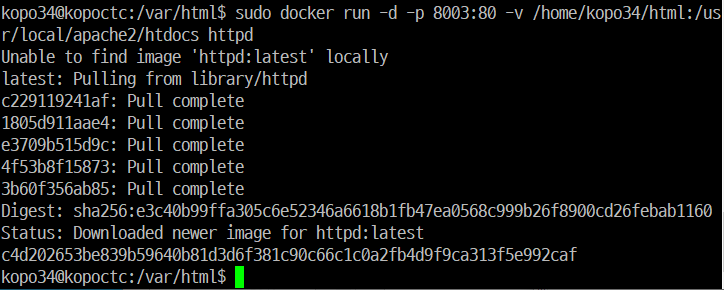 kopo34@kopoctc:/var/html$ sudo docker run -d -p 8003:80 -v /home/kopo34/html:/us
r/local/apache2/htdocs httpd
Unable to find image 'httpd:latest' locally
latest: Pulling from library/httpd
c229119241af: Pull complete
1805d911aae4: Pull complete
e3709b515d9c: Pull complete
4f53b8f15873: Pull complete
3b60f356ab85: Pull complete
Digest: sha256:e3c40b99ffa305c6e52346a6618b1fb47ea0568c999b26f8900cd26febab1160
Status: Downloaded newer image for httpd:latest
c4d202653be839b59640b81d3d6f381c90c66c1c0a2fb4d9f9ca313f5e992caf
kopo34@kopoctc:/var/html$